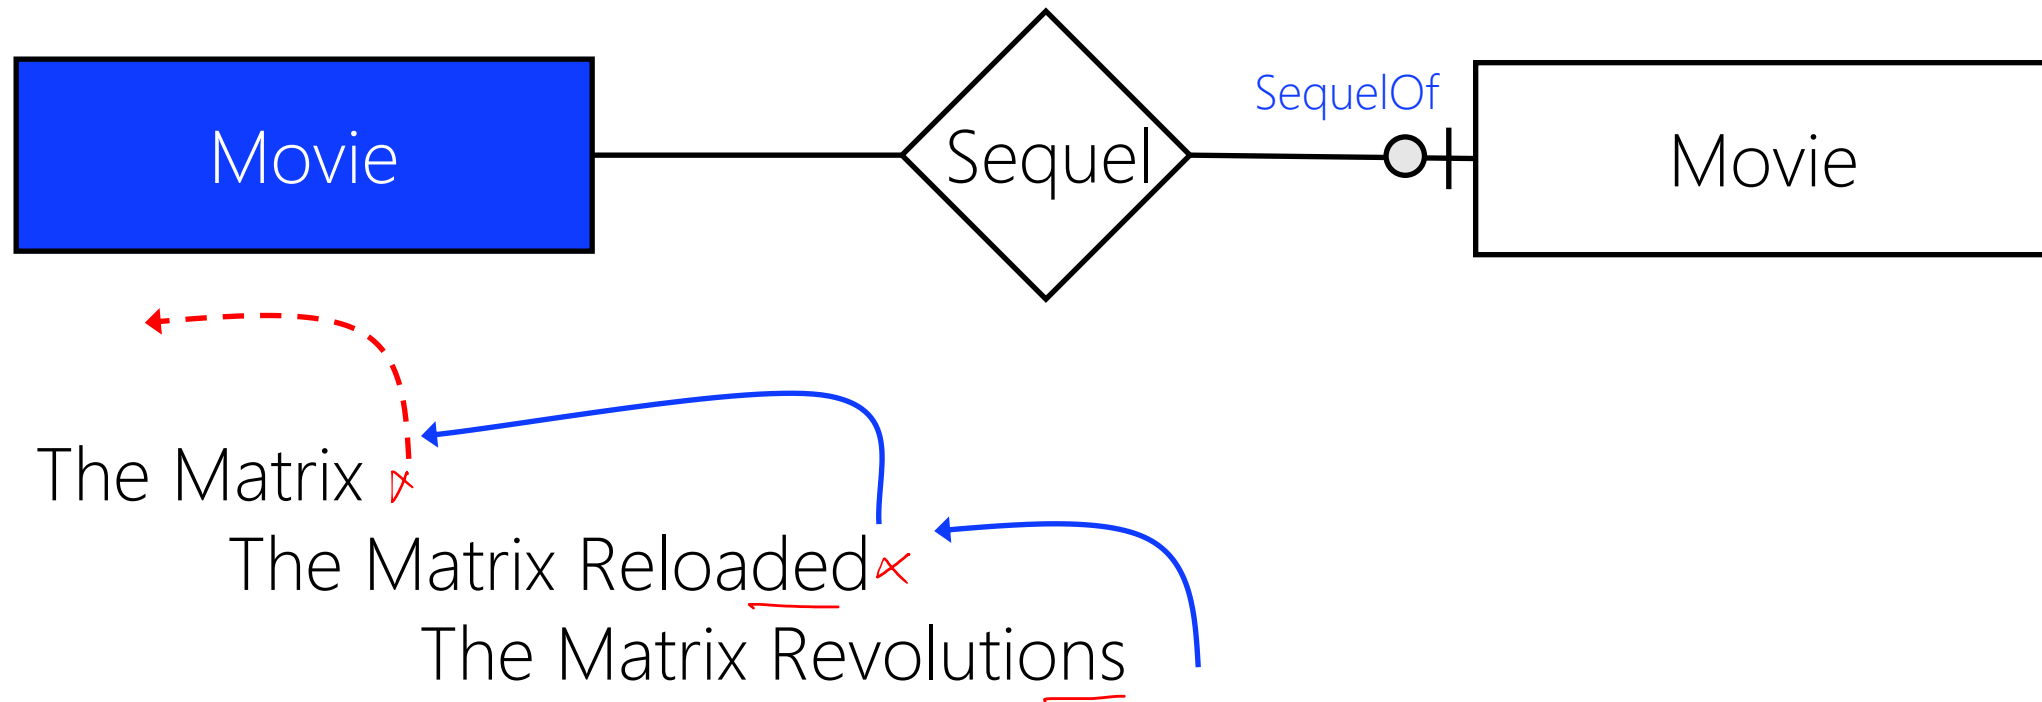 SequelOf
Movie
Sequel
Movie
The Matrix
The Matrix Reloaded
The Matrix Revolutions